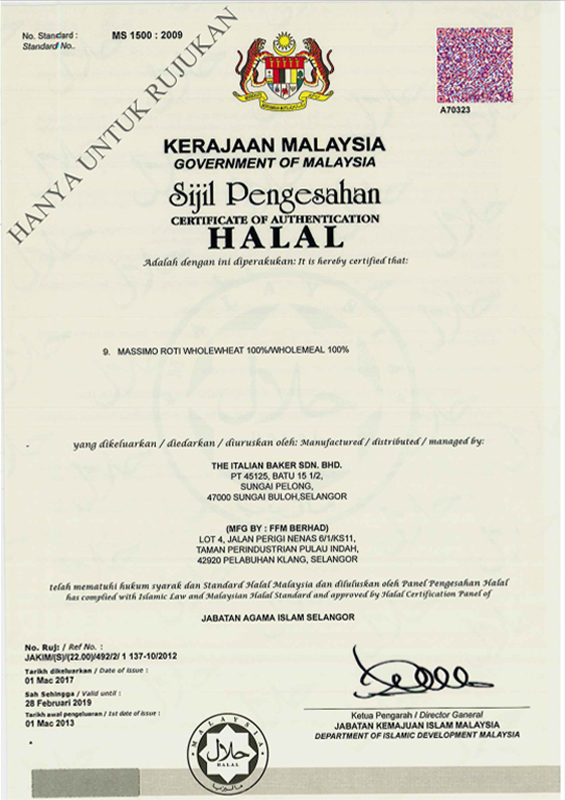 No. Standard : MS 1500 : 2009
Standard No..
HANYA UNTUK RUJUKAN
A70323
KERAJAAN MALAYSIA
GOVERNMENT OF MALAYSIA
Sijil Pengesahan
CERTIFICATE OF AUTHENTICATION
HALAL
Adalah dengan ini diperakukan: It is hereby certified that:
9. MASSIMO ROTI WHOLEWHEAT 100%/WHOLEMEAL 100%
yang dikeluarkan / diedarkan / diuruskan oleh: Manufactured / distributed / managed by:
THE ITALIAN BAKER SDN. BHD.
PT 45125, BATU 15 1/2,
SUNGAI PELONG,
47000 SUNGAI BULOH,SELANGOR
(MFG BY : FFM BERHAD)
LOT 4, JALAN PERIGI NENAS 6/1/KS11,
TAMAN PERINDUSTRIAN PULAU INDAH,
42920 PELABUHAN KLANG, SELANGOR
telah mematuhi hukum syarak dan Standard Halal Malaysia dan diluluskan oleh Panel Pengesahan Halal
has complied with Islamic Law and Malaysian Halal Standard and approved by Halal Certification Panel of
JABATAN AGAMA ISLAM SELANGOR
No. Ruj: / Ref No. :
JAKIM/(S)/(22.00)/492/2/ 1 137-10/2012
Tarikh dikeluarkan / Date of issue :
01 Mac 2017
Sah Sehingga / Valid until :
28 Februari 2019
Tarikh awal pengeluaran / 1st date of issue :
01 Mac 2013
Ketua Pengarah / Director Ganeral
JABATAN KEMAJUAN ISLAM MALAYSIA
DEPARTMENT OF ISLAMIC DEVELOPMENT MALAYSIA
MALAYSIA
حلال
HALAL
ماليزيا